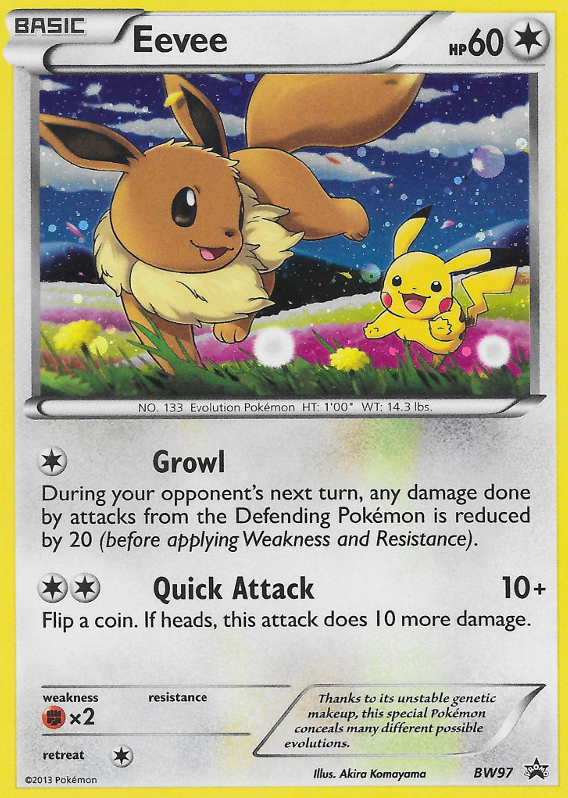 BASIC
Eevee
HP60
NO. 133 Evolution Pokémon HT: 1'00" WT: 14.3 lbs.
Growl
During your opponent's next turn, any damage done
by attacks from the Defending Pokémon is reduced
by 20 (before applying Weakness and Resistance).
Quick Attack 10+
Flip a coin. If heads, this attack does 10 more damage.
weakness resistance
×2
Thanks to its unstable genetic
makeup, this special Pokémon
conceals many different possible
evolutions.
retreat
©2013 Pokémon
Illus. Akira Komayama
BW97